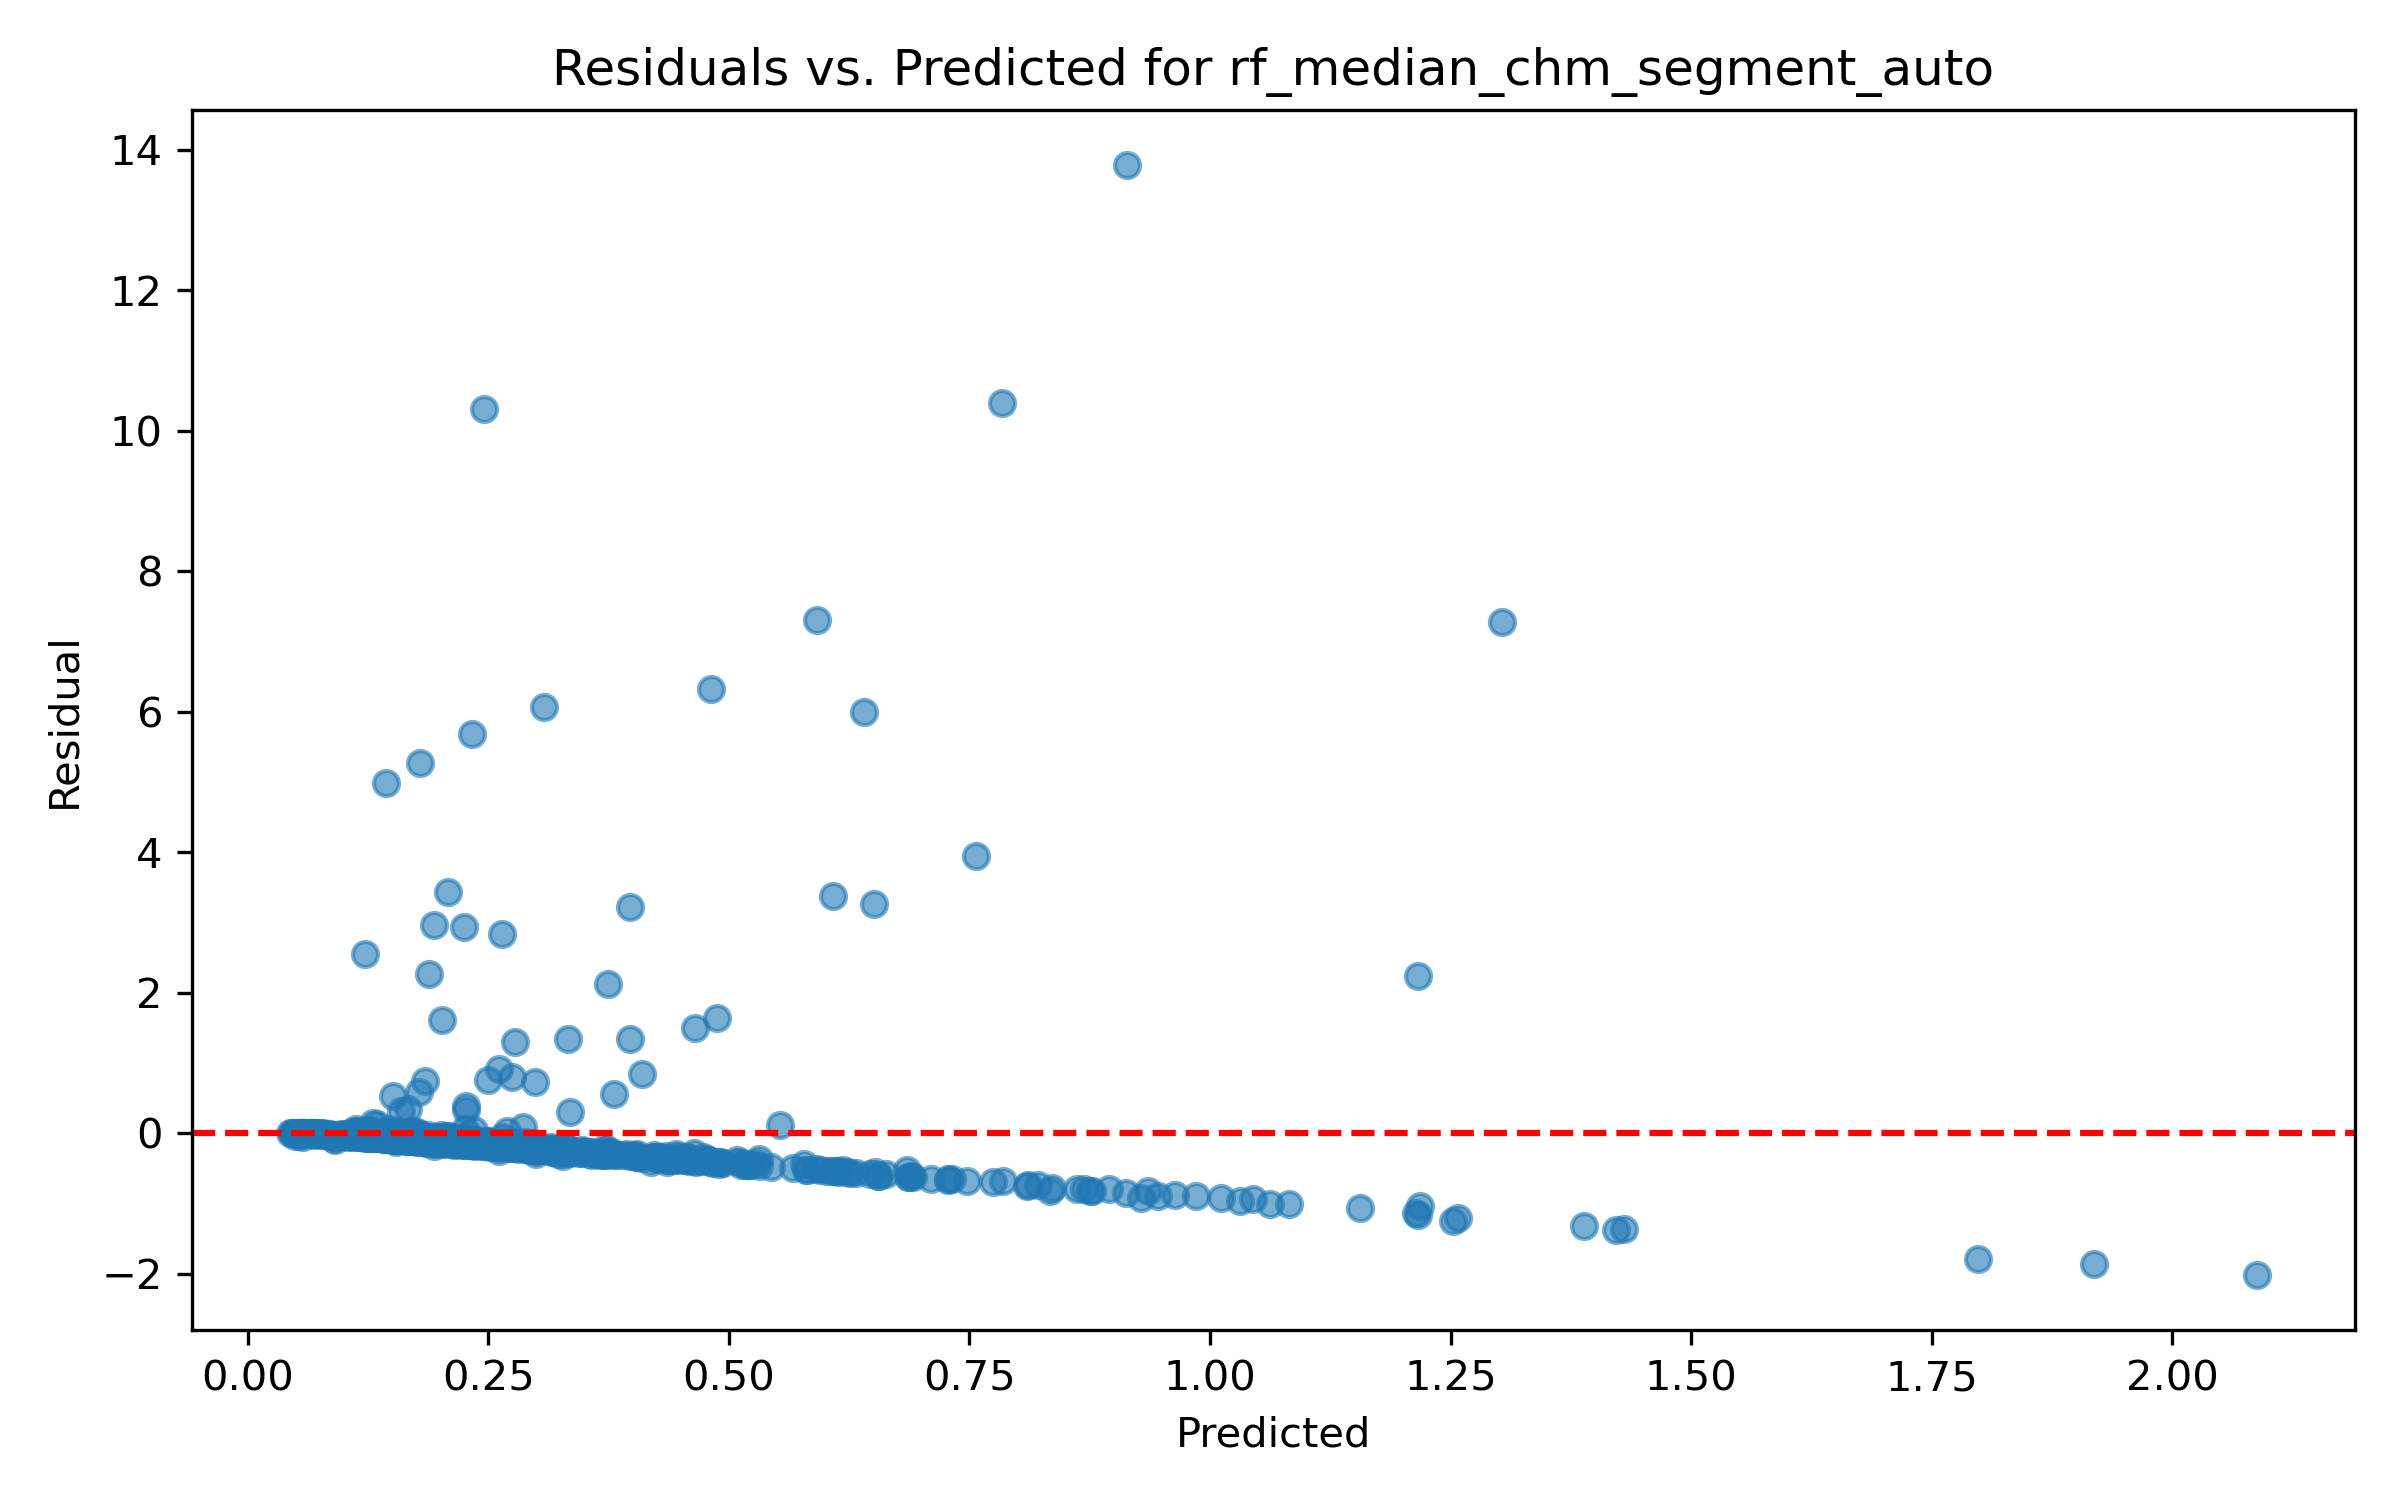 Residuals vs. Predicted for rf_median_chm_segment_auto
14
12
10
8
6
4
2
0
−2
Residual
0.00 0.25 0.50 0.75 1.00 1.25 1.50 1.75 2.00
Predicted